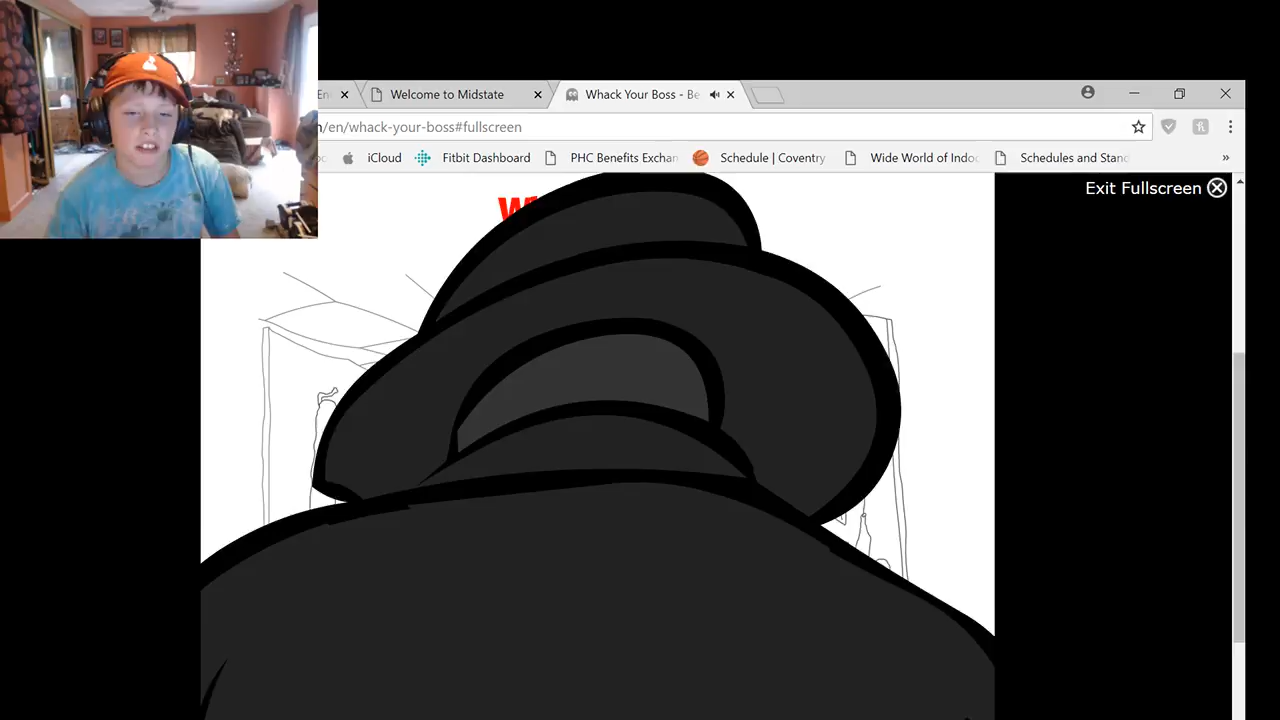 En
Welcome to Midstate
Whack Your Boss - Be
/en/whack-your-boss#fullscreen
iCloud
Fitbit Dashboard
PHC Benefits Exchan
Schedule | Coventry
Wide World of Indo
Schedules and Stand
»
Exit Fullscreen
W